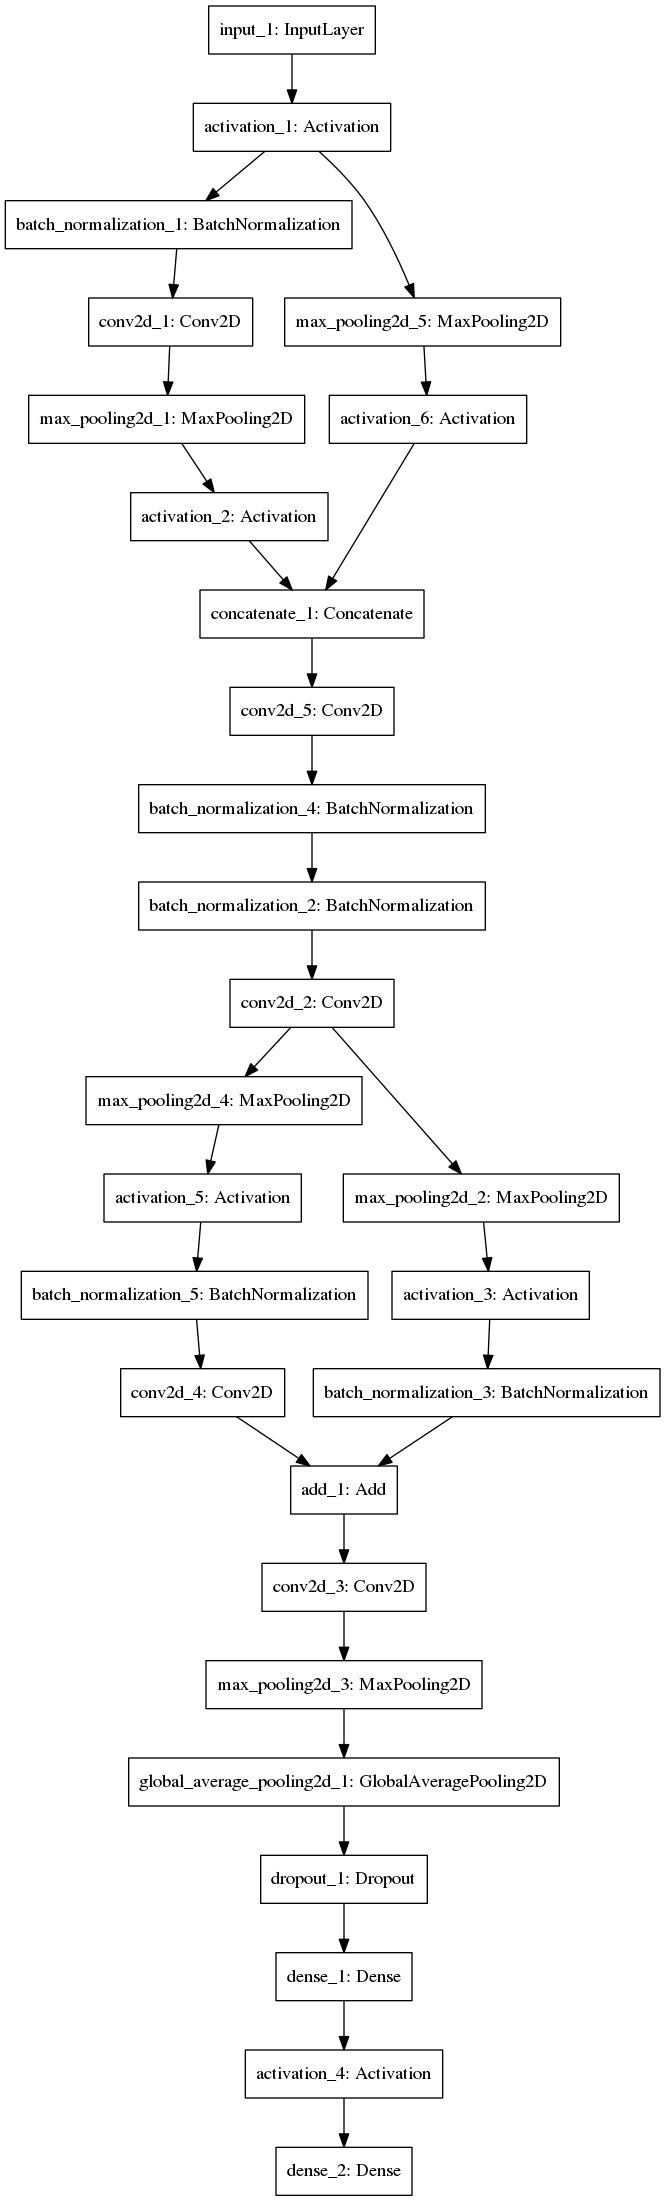 input_1: InputLayer
activation_1: Activation
batch_normalization_1: BatchNormalization
conv2d_1: Conv2D
max_pooling2d_5: MaxPooling2D
max_pooling2d_1: MaxPooling2D
activation_6: Activation
activation_2: Activation
concatenate_1: Concatenate
conv2d_5: Conv2D
batch_normalization_4: BatchNormalization
batch_normalization_2: BatchNormalization
conv2d_2: Conv2D
max_pooling2d_4: MaxPooling2D
activation_5: Activation
max_pooling2d_2: MaxPooling2D
batch_normalization_5: BatchNormalization
activation_3: Activation
conv2d_4: Conv2D
batch_normalization_3: BatchNormalization
add_1: Add
conv2d_3: Conv2D
max_pooling2d_3: MaxPooling2D
global_average_pooling2d_1: GlobalAveragePooling2D
dropout_1: Dropout
dense_1: Dense
activation_4: Activation
dense_2: Dense